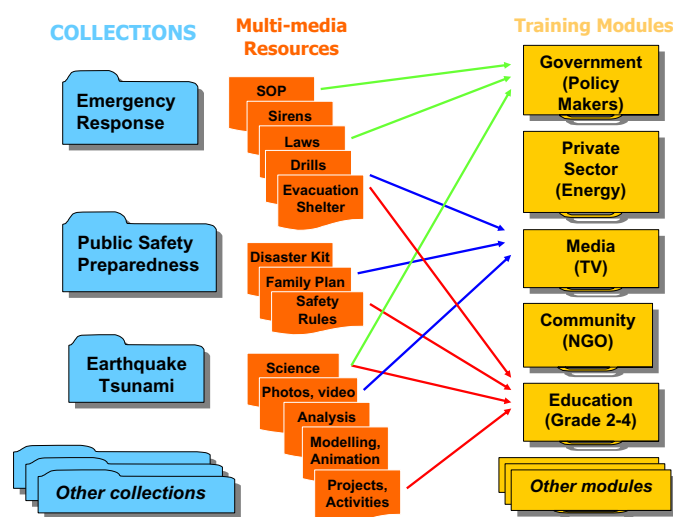 COLLECTIONS
Multi-media
Resources
Training Modules
Emergency
Response
Public Safety
Preparedness
Earthquake
Tsunami
Other collections
SOP
Sirens
Laws
Drills
Evacuation
Shelter
Disaster Kit
Family Plan
Safety
Rules
Science
Photos, video
Analysis
Modelling,
Animation
Projects,
Activities
Government
(Policy
Makers)
Private
Sector
(Energy)
Media
(TV)
Community
(NGO)
Education
(Grade 2-4)
Other modules